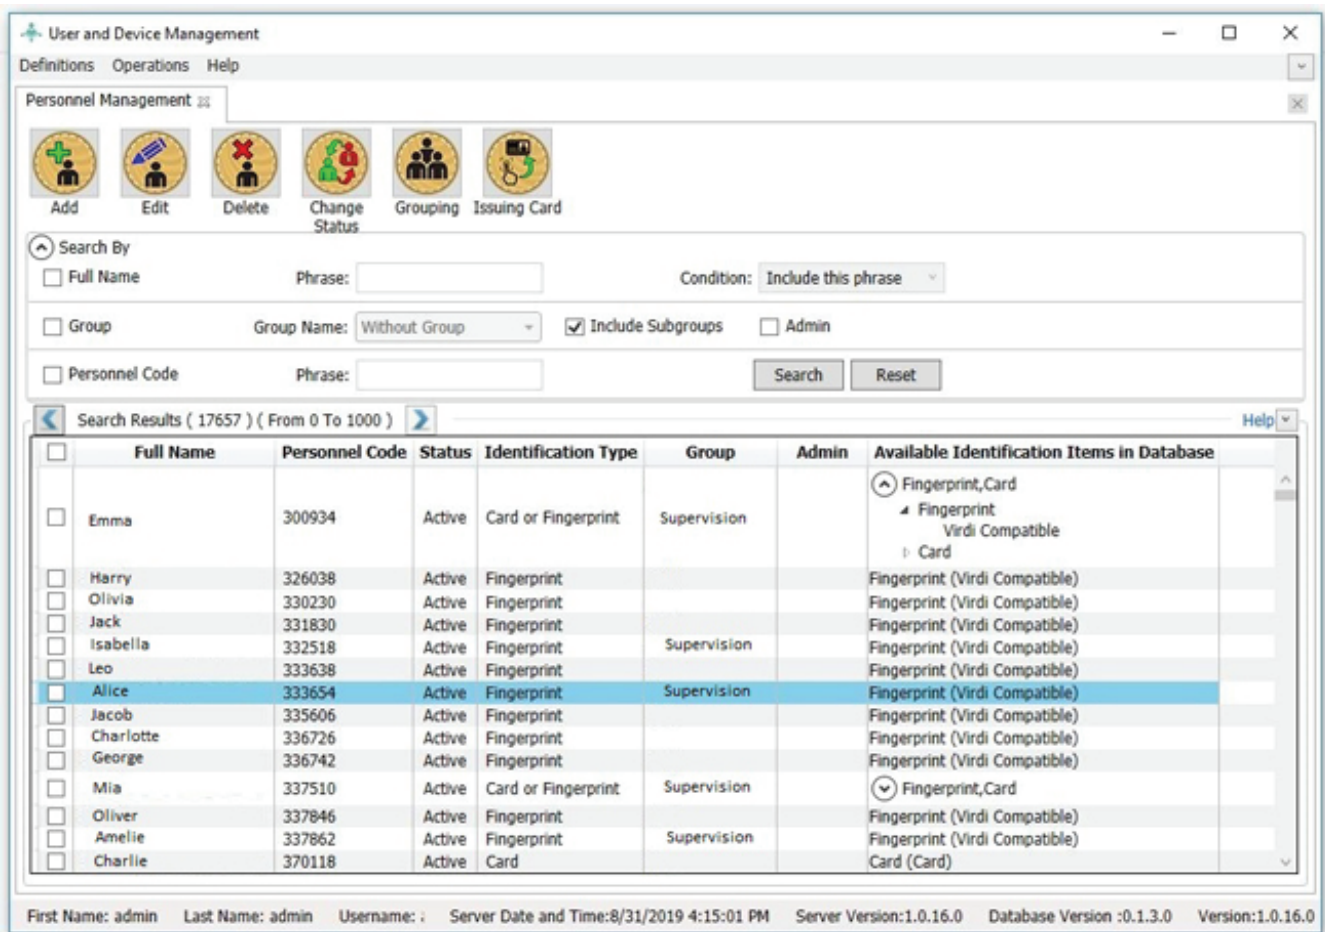 User and Device Management
Definitions Operations Help
Personnel Management
Add Edit Delete Change Status Grouping Issuing Card
Search By
Full Name Phrase: Condition: Include this phrase
Group Group Name: Without Group Include Subgroups Admin
Personnel Code Phrase: Search Reset
Search Results ( 17657 ) ( From 0 To 1000 ) Help
Full Name Personnel Code Status Identification Type Group Admin Available Identification Items in Database
Emma 300934 Active Card or Fingerprint Supervision Fingerprint,Card
Fingerprint
Virdi Compatible
Card
Harry 326038 Active Fingerprint Fingerprint (Virdi Compatible)
Olivia 330230 Active Fingerprint Fingerprint (Virdi Compatible)
Jack 331830 Active Fingerprint Fingerprint (Virdi Compatible)
Isabella 332518 Active Fingerprint Supervision Fingerprint (Virdi Compatible)
Leo 333638 Active Fingerprint Fingerprint (Virdi Compatible)
Alice 333654 Active Fingerprint Supervision Fingerprint (Virdi Compatible)
Jacob 335606 Active Fingerprint Fingerprint (Virdi Compatible)
Charlotte 336726 Active Fingerprint Fingerprint (Virdi Compatible)
George 336742 Active Fingerprint Fingerprint (Virdi Compatible)
Mia 337510 Active Card or Fingerprint Supervision Fingerprint,Card
Oliver 337846 Active Fingerprint Fingerprint (Virdi Compatible)
Amelie 337862 Active Fingerprint Supervision Fingerprint (Virdi Compatible)
Charlie 370118 Active Card Card (Card)
First Name: admin Last Name: admin Username: Server Date and Time:8/31/2019 4:15:01 PM Server Version:1.0.16.0 Database Version :0.1.3.0 Version:1.0.16.0